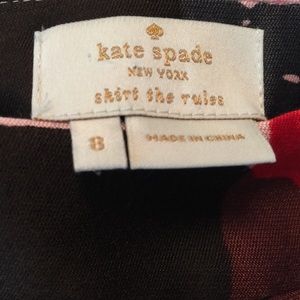 kate spade
NEW YORK
skirt the rules
8
MADE IN CHINA